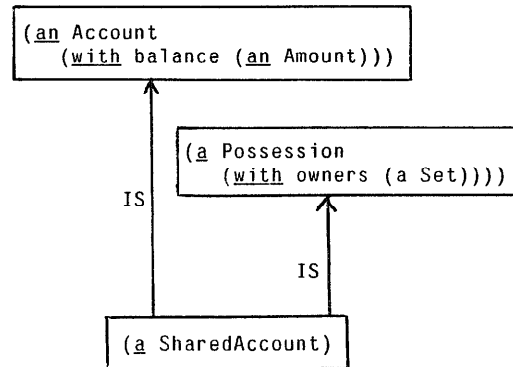 (an Account
(with balance (an Amount)))
(a Possession
(with owners (a Set))))
IS
IS
(a SharedAccount)